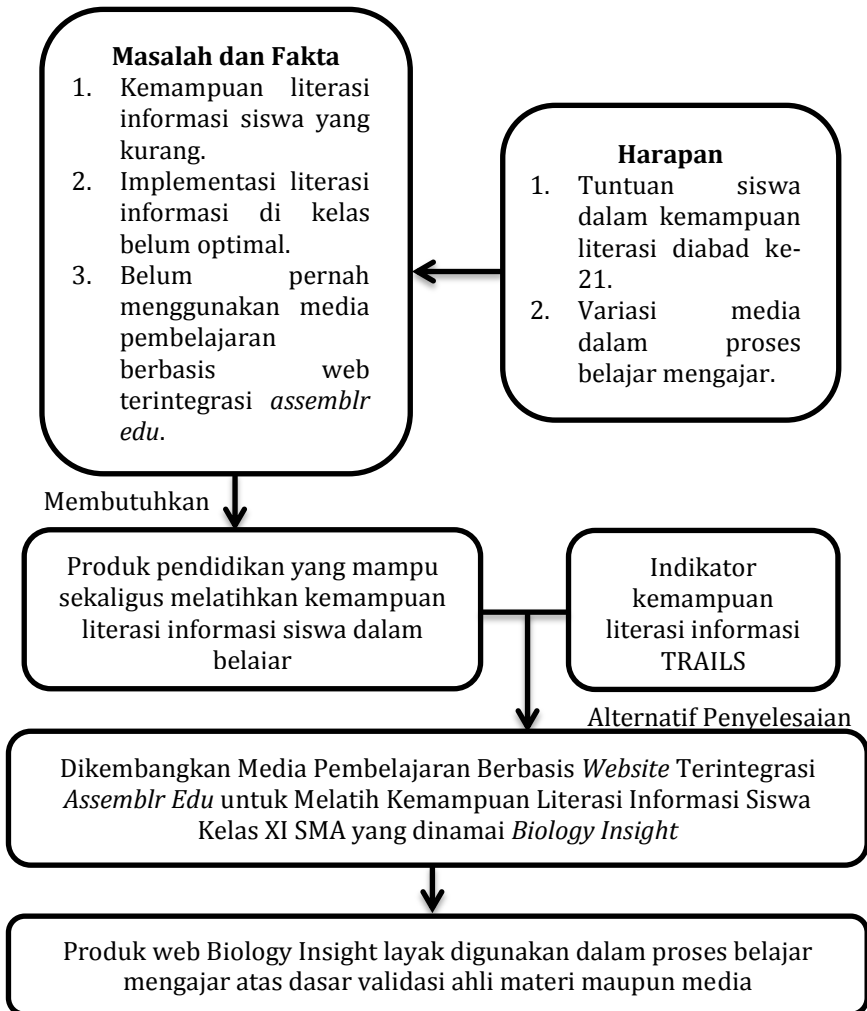 Masalah dan Fakta
1. Kemampuan literasi
informasi siswa yang
kurang.
2. Implementasi literasi
informasi di kelas
belum optimal.
3. Belum pernah
menggunakan media
pembelajaran
berbasis web
terintegrasi assemblr
edu.
Harapan
1. Tuntuan siswa
dalam kemampuan
literasi diabad ke-
21.
2. Variasi media
dalam proses
belajar mengajar.
Membutuhkan
Produk pendidikan yang mampu
sekaligus melatihkan kemampuan
literasi informasi siswa dalam
belajar
Indikator
kemampuan
literasi informasi
TRAILS
Alternatif Penyelesaian
Dikembangkan Media Pembelajaran Berbasis Website Terintegrasi
Assemblr Edu untuk Melatih Kemampuan Literasi Informasi Siswa
Kelas XI SMA yang dinamai Biology Insight
Produk web Biology Insight layak digunakan dalam proses belajar
mengajar atas dasar validasi ahli materi maupun media